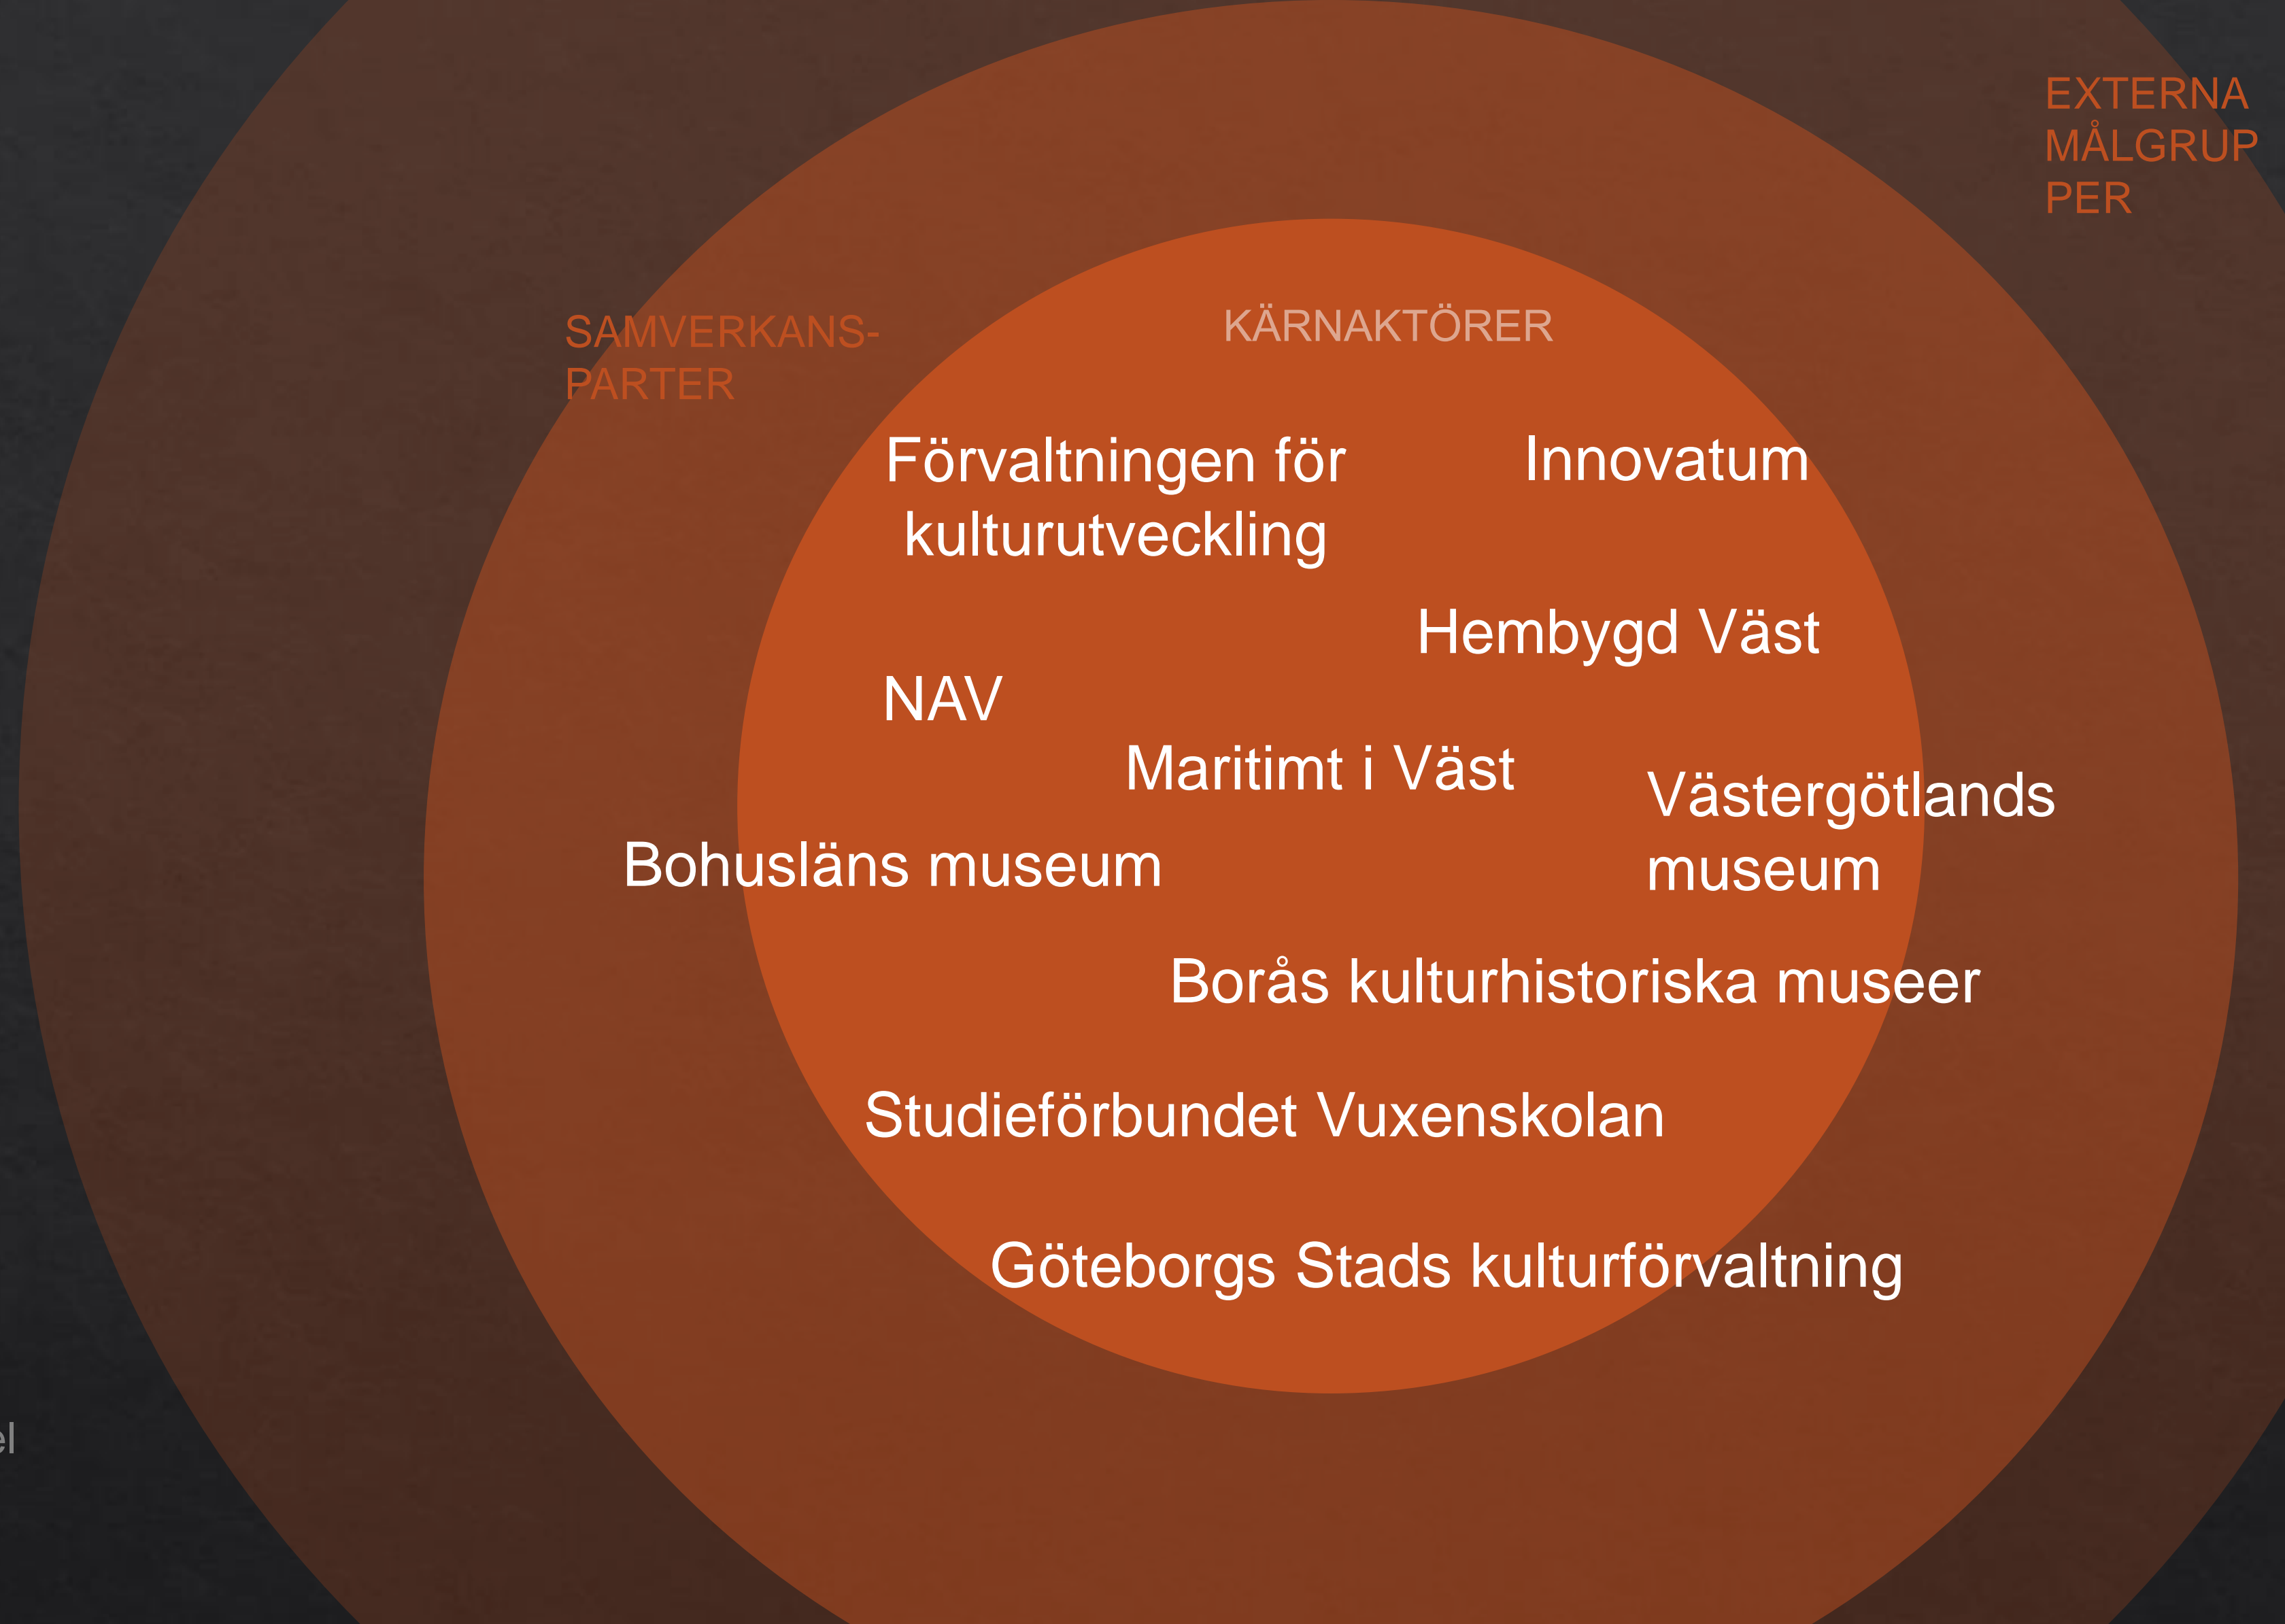 EXTERNA
MÅLGRUP
PER
KÄRNAKTÖRER
SAMVERKANS-
PARTER
Förvaltningen för
kulturutveckling
Innovatum
Hembygd Väst
NAV
Maritimt i Väst
Västergötlands
museum
Bohusläns museum
Borås kulturhistoriska museer
Studieförbundet Vuxenskolan
Göteborgs Stads kulturförvaltning